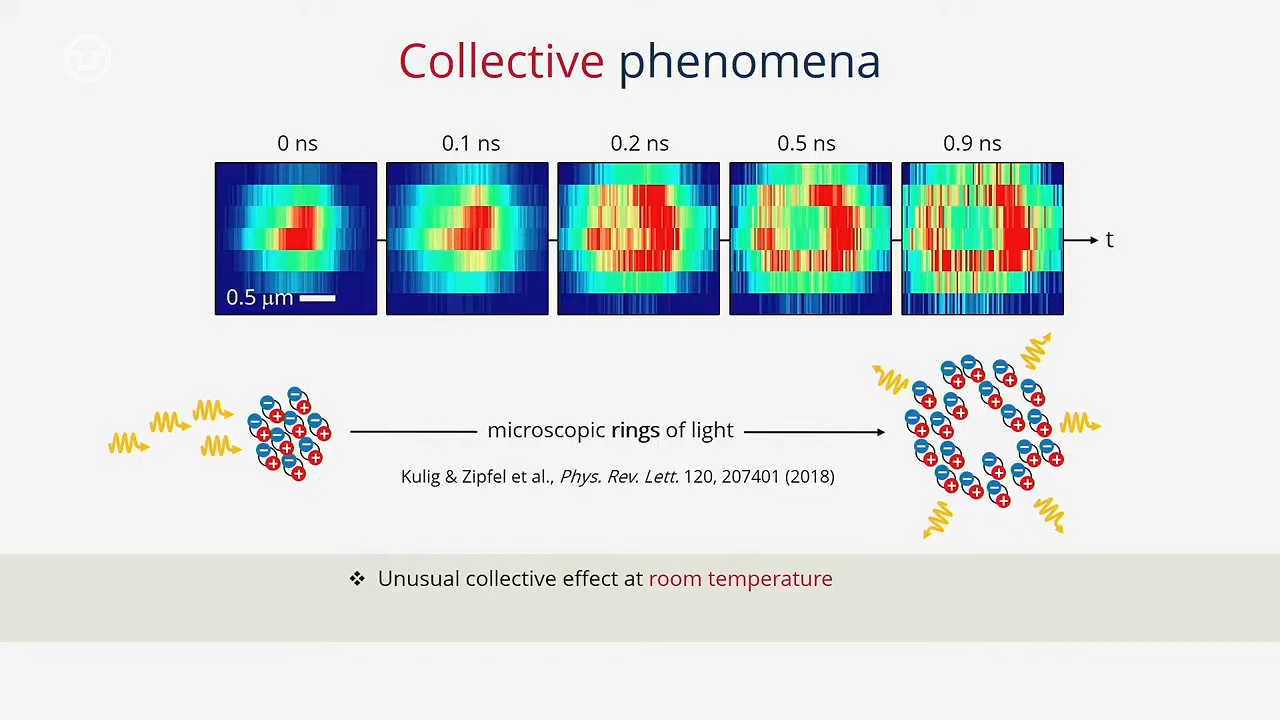 Collective phenomena
0 ns
0.1 ns
0.2 ns
0.5 ns
0.9 ns
t
0.5 μm
microscopic rings of light
Kulig & Zipfel et al., Phys. Rev. Lett. 120, 207401 (2018)
❖ Unusual collective effect at room temperature